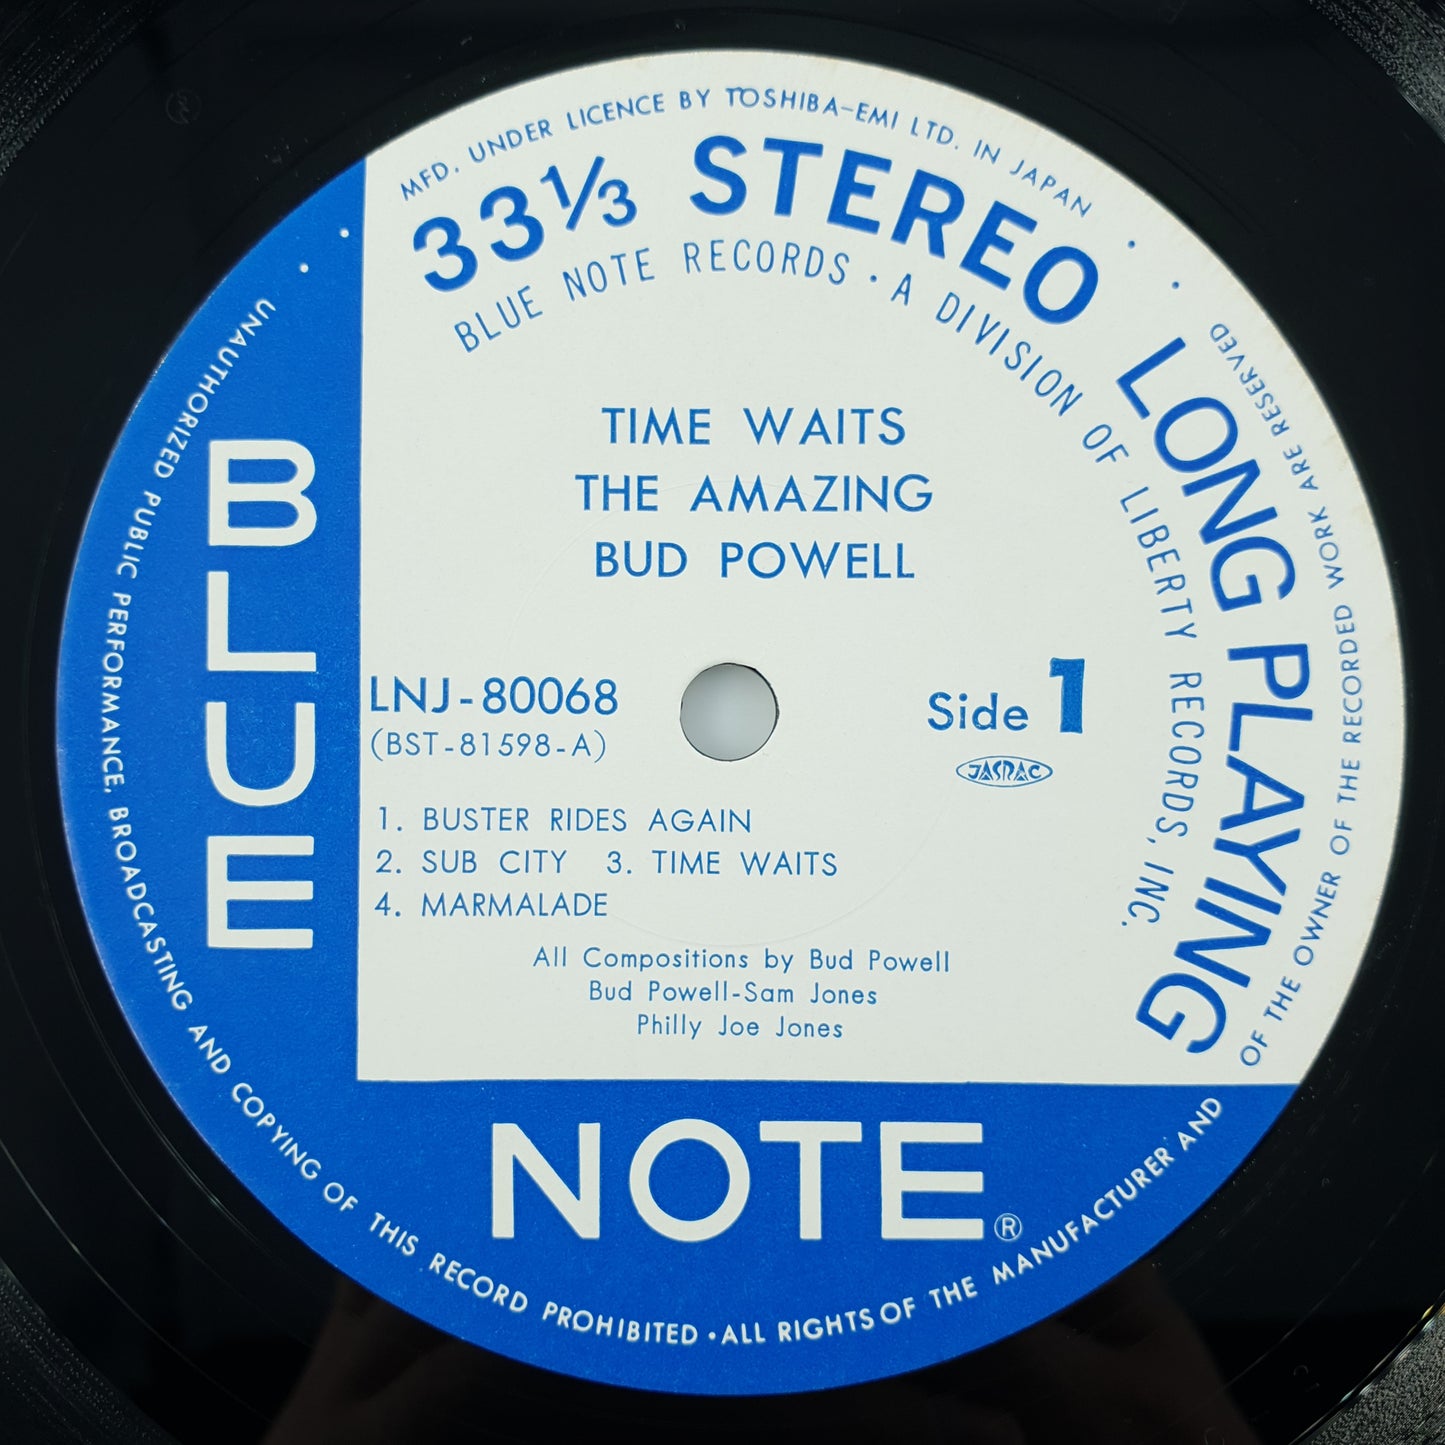 MFD. UNDER LICENCE BY TOSHIBA-EMI LTD. IN JAPAN
33⅓ STEREO LONG PLAYING
BLUE NOTE RECORDS · A DIVISION OF LIBERTY RECORDS, INC.
TIME WAITS
THE AMAZING
BUD POWELL
LNJ-80068
(BST-81598-A)
Side 1
JASRAC
1. BUSTER RIDES AGAIN
2. SUB CITY 3. TIME WAITS
4. MARMALADE
All Compositions by Bud Powell
Bud Powell-Sam Jones
Philly Joe Jones
BLUE
NOTE®
UNAUTHORIZED PUBLIC PERFORMANCE, BROADCASTING AND COPYING OF THIS RECORD PROHIBITED · ALL RIGHTS OF THE MANUFACTURER AND OF THE OWNER OF THE RECORDED WORK ARE RESERVED